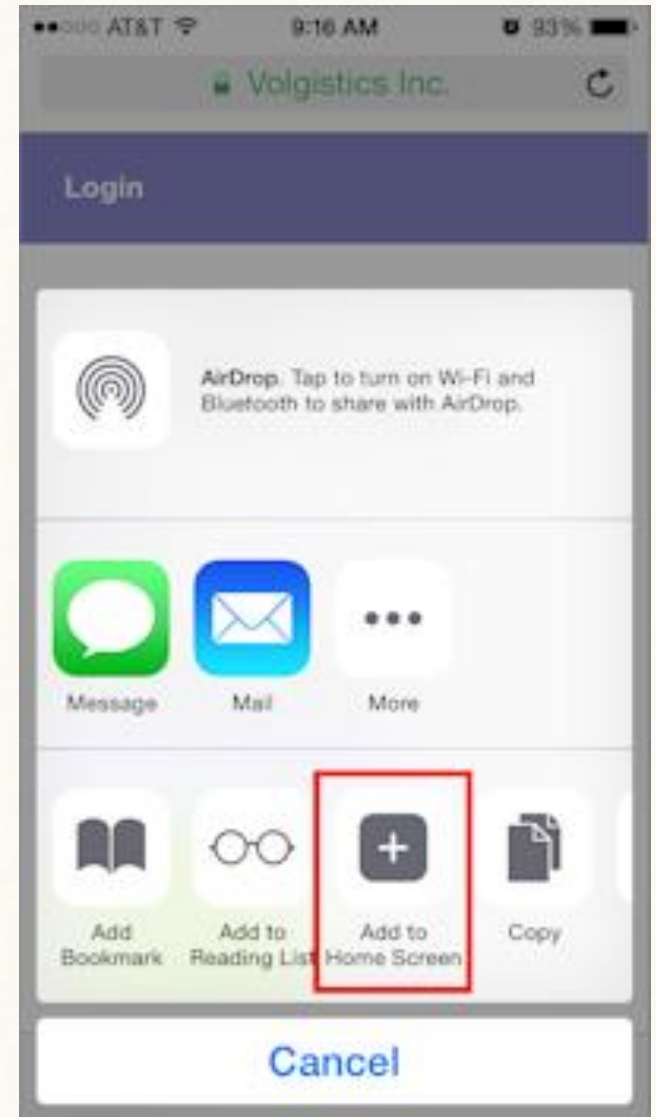 AT&T 9:16 AM 93%
Volgistics Inc.
Login
AirDrop. Tap to turn on Wi-Fi and
Bluetooth to share with AirDrop.
Message Mail More
Add Add to Add to Copy
Bookmark Reading List Home Screen
Cancel